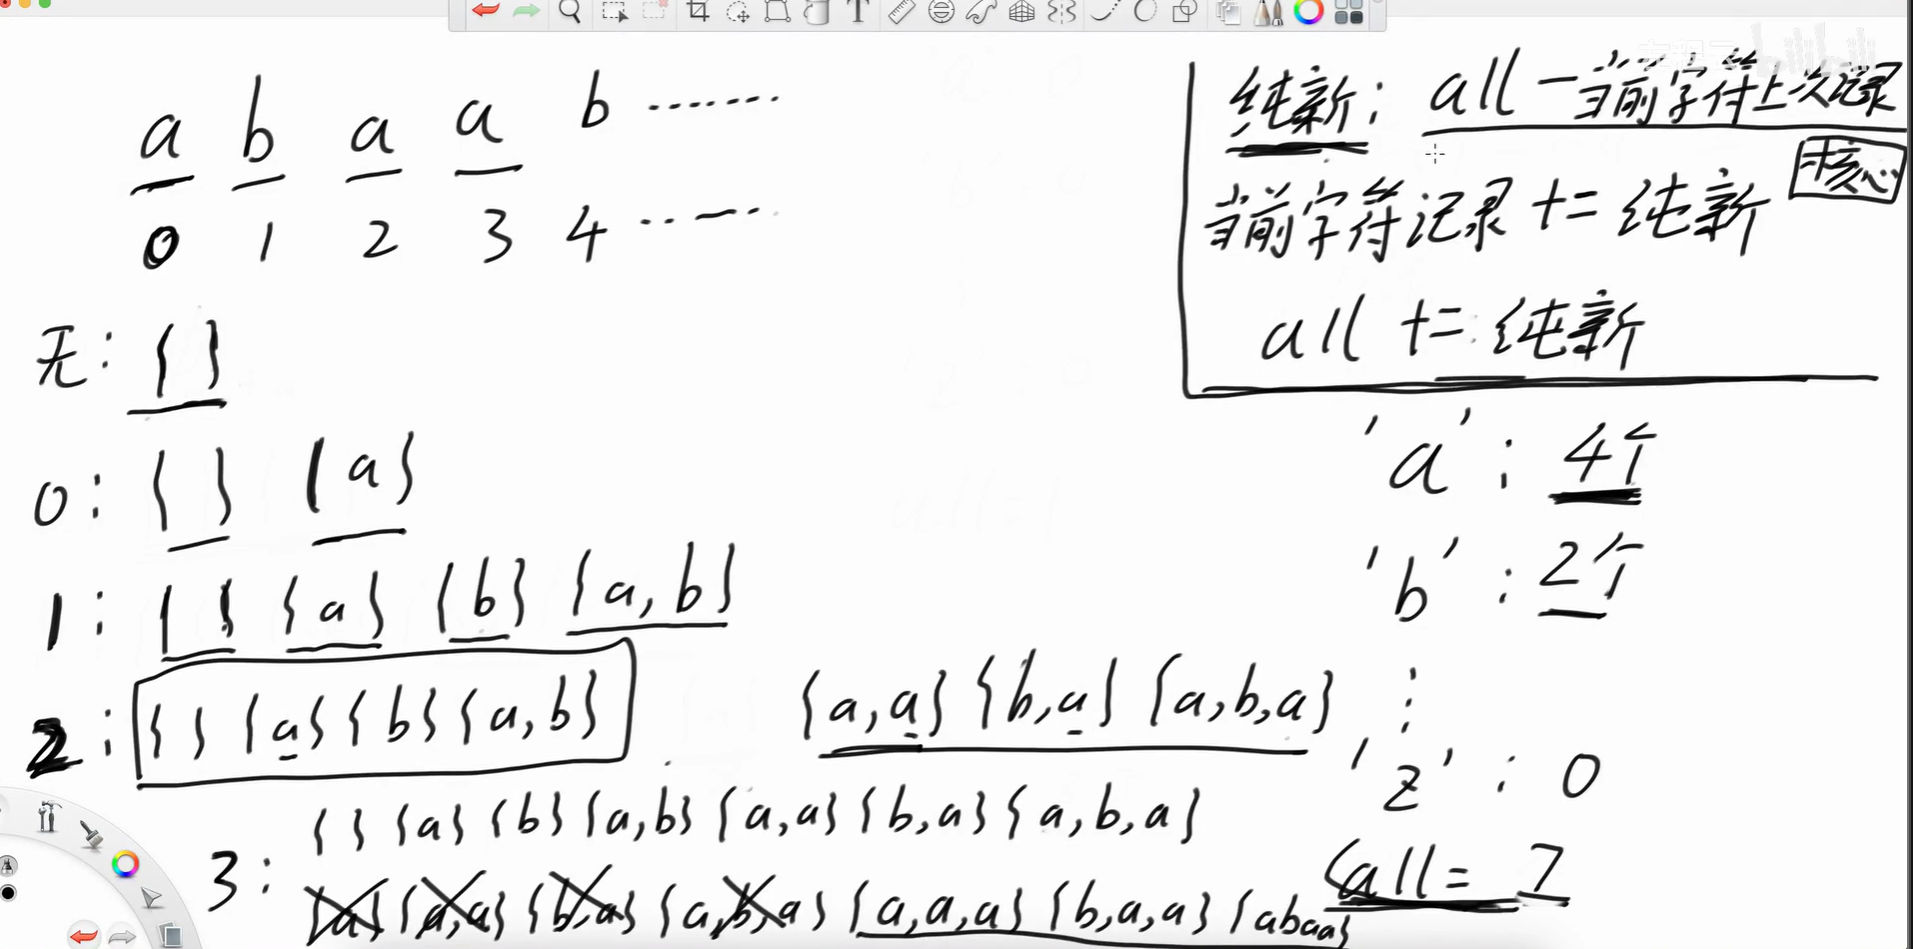 a b a a b ........
0 1 2 3 4 .. — ..
纯新: all - 当前字符上次记录
核心
当前字符记录 += 纯新
all += 纯新
无: { }
0: { } {a}
1: { } {a} {b} {a,b}
2: { } {a} {b} {a,b} {a,a} {b,a} {a,b,a}
3: { } {a} {b} {a,b} {a,a} {b,a} {a,b,a}
{a} {a,a} {b,a} {a,b,a} {a,a,a} {b,a,a} {abaa}
'a': 4个
'b': 2个
⋮
'z': 0
all = 7